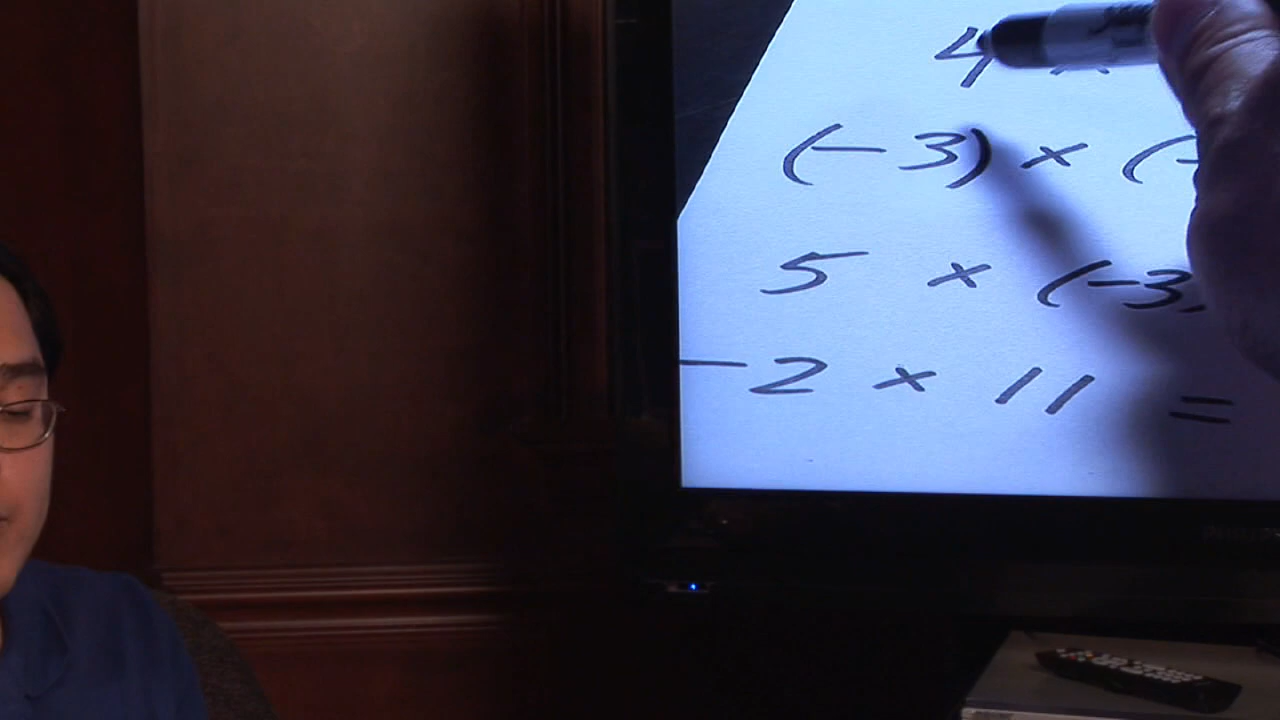 4 ×
(-3) × (-
5 × (-3)
-2 × 11 =